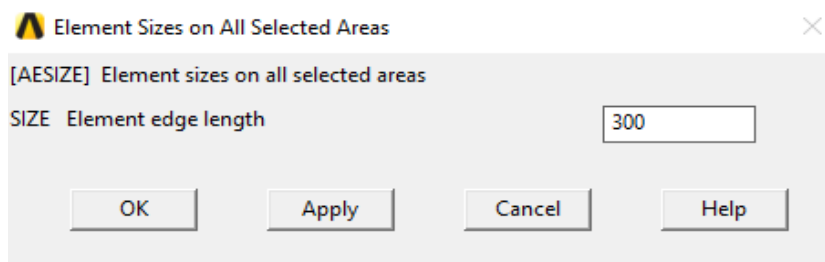 Element Sizes on All Selected Areas
[AESIZE] Element sizes on all selected areas
SIZE Element edge length 300
OK Apply Cancel Help